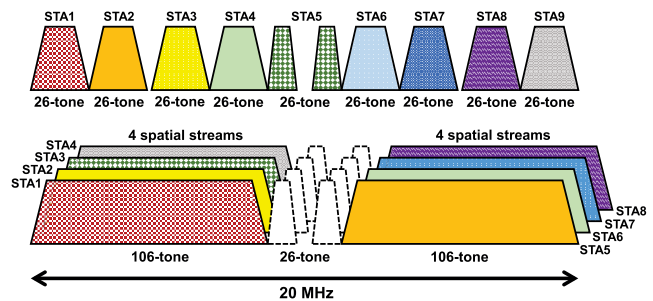 STA1 STA2 STA3 STA4 STA5 STA6 STA7 STA8 STA9
26-tone 26-tone 26-tone 26-tone 26-tone 26-tone 26-tone 26-tone 26-tone
4 spatial streams 4 spatial streams
STA4
STA3
STA2
STA1
STA8
STA7
STA6
STA5
106-tone 26-tone 106-tone
20 MHz